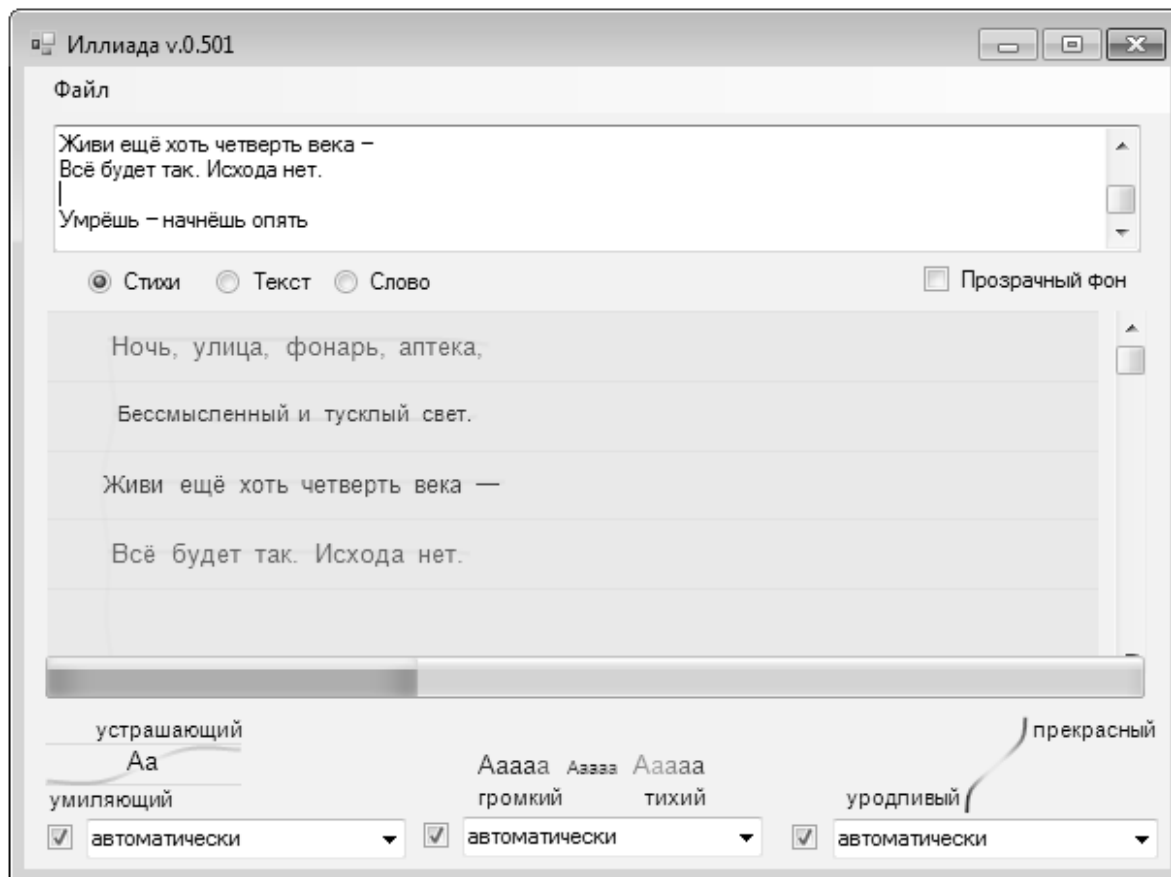 Иллиада v.0.501
Файл
Живи ещё хоть четверть века –
Всё будет так. Исхода нет.
Умрёшь – начнёшь опять
Стихи Текст Слово Прозрачный фон
Ночь, улица, фонарь, аптека,
Бессмысленный и тусклый свет.
Живи ещё хоть четверть века —
Всё будет так. Исхода нет.
устрашающий
Аа
умиляющий
автоматически
Ааааа Ааааа Ааааа
громкий тихий
автоматически
прекрасный
уродливый
автоматически